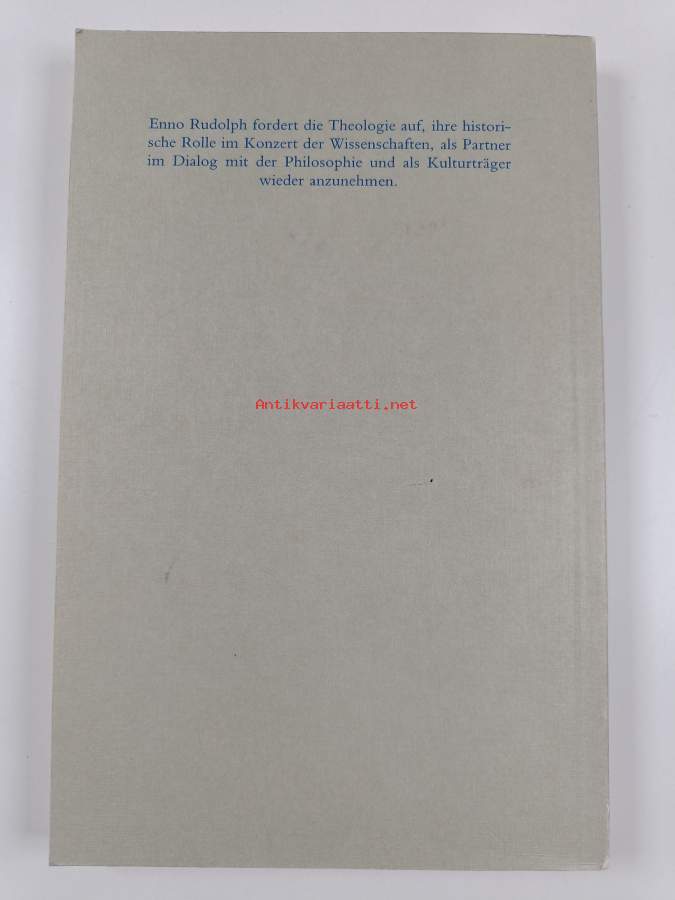 Enno Rudolph fordert die Theologie auf, ihre histori-
sche Rolle im Konzert der Wissenschaften, als Partner
im Dialog mit der Philosophie und als Kulturträger
wieder anzunehmen.
Antikvariaatti.net